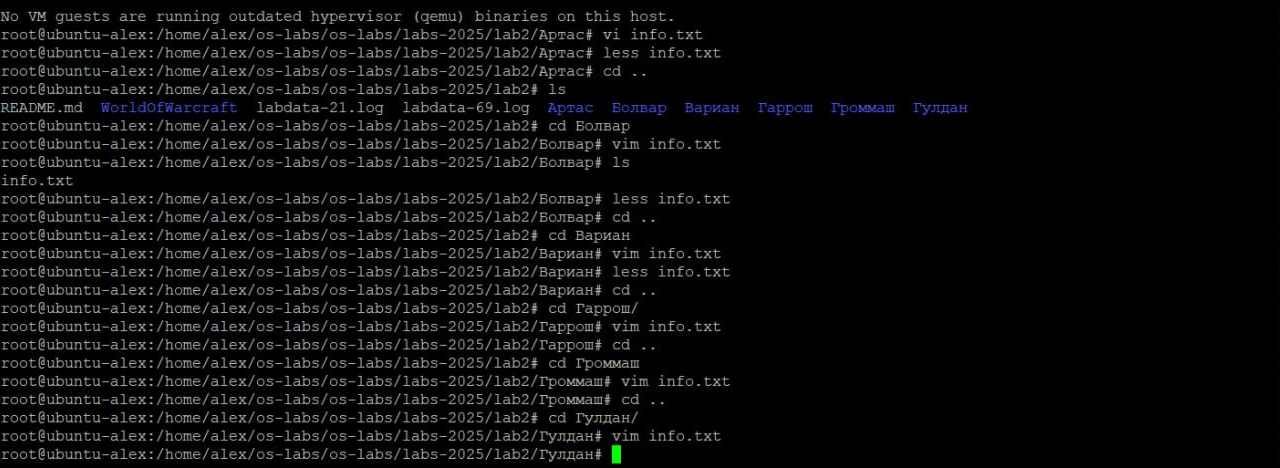 No VM guests are running outdated hypervisor (qemu) binaries on this host.
root@ubuntu-alex:/home/alex/os-labs/os-labs/labs-2025/lab2/Артас# vi info.txt
root@ubuntu-alex:/home/alex/os-labs/os-labs/labs-2025/lab2/Артас# less info.txt
root@ubuntu-alex:/home/alex/os-labs/os-labs/labs-2025/lab2/Артас# cd ..
root@ubuntu-alex:/home/alex/os-labs/os-labs/labs-2025/lab2# ls
README.md  WorldOfWarcraft  labdata-21.log  labdata-69.log  Артас  Болвар  Вариан  Гаррош  Громмаш  Гулдан
root@ubuntu-alex:/home/alex/os-labs/os-labs/labs-2025/lab2# cd Болвар
root@ubuntu-alex:/home/alex/os-labs/os-labs/labs-2025/lab2/Болвар# vim info.txt
root@ubuntu-alex:/home/alex/os-labs/os-labs/labs-2025/lab2/Болвар# ls
info.txt
root@ubuntu-alex:/home/alex/os-labs/os-labs/labs-2025/lab2/Болвар# less info.txt
root@ubuntu-alex:/home/alex/os-labs/os-labs/labs-2025/lab2/Болвар# cd ..
root@ubuntu-alex:/home/alex/os-labs/os-labs/labs-2025/lab2# cd Вариан
root@ubuntu-alex:/home/alex/os-labs/os-labs/labs-2025/lab2/Вариан# vim info.txt
root@ubuntu-alex:/home/alex/os-labs/os-labs/labs-2025/lab2/Вариан# less info.txt
root@ubuntu-alex:/home/alex/os-labs/os-labs/labs-2025/lab2/Вариан# cd ..
root@ubuntu-alex:/home/alex/os-labs/os-labs/labs-2025/lab2# cd Гаррош/
root@ubuntu-alex:/home/alex/os-labs/os-labs/labs-2025/lab2/Гаррош# vim info.txt
root@ubuntu-alex:/home/alex/os-labs/os-labs/labs-2025/lab2/Гаррош# cd ..
root@ubuntu-alex:/home/alex/os-labs/os-labs/labs-2025/lab2# cd Громмаш
root@ubuntu-alex:/home/alex/os-labs/os-labs/labs-2025/lab2/Громмаш# vim info.txt
root@ubuntu-alex:/home/alex/os-labs/os-labs/labs-2025/lab2/Громмаш# cd ..
root@ubuntu-alex:/home/alex/os-labs/os-labs/labs-2025/lab2# cd Гулдан/
root@ubuntu-alex:/home/alex/os-labs/os-labs/labs-2025/lab2/Гулдан# vim info.txt
root@ubuntu-alex:/home/alex/os-labs/os-labs/labs-2025/lab2/Гулдан#